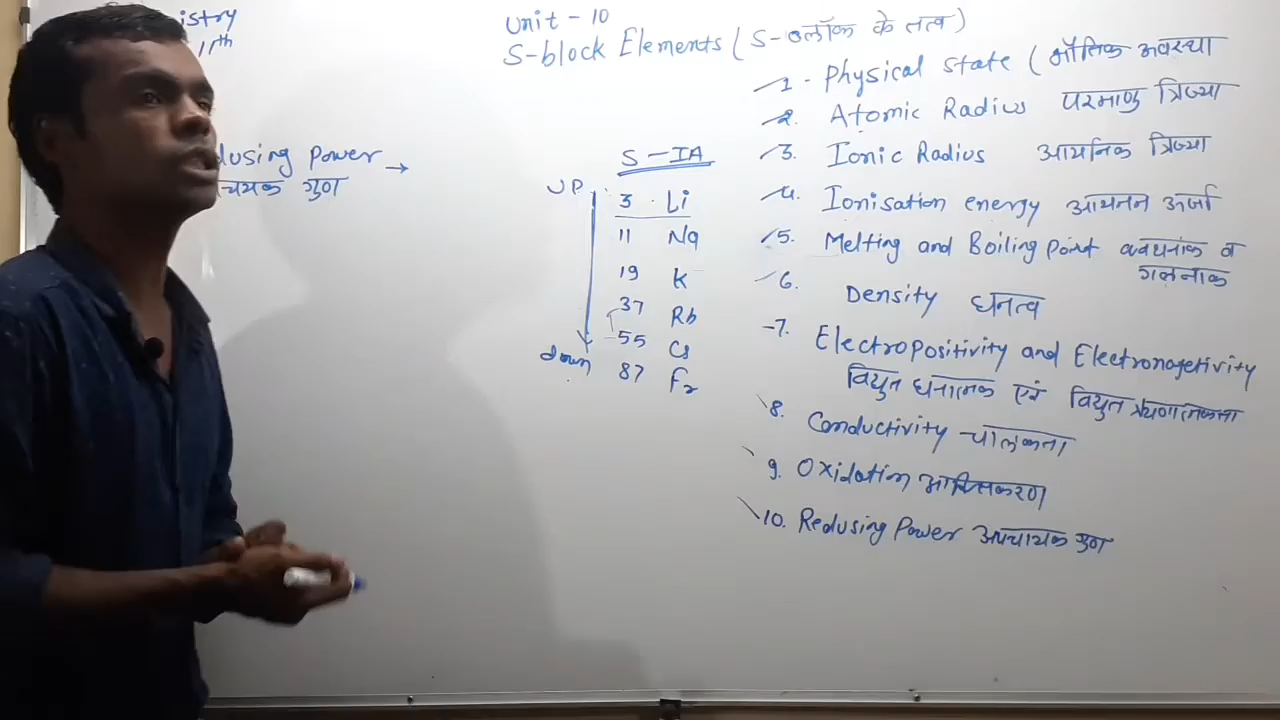 istry
11th
Unit - 10
S-block Elements ( S-ब्लॉक के तत्व )
dusing Power →
चयक गुण
S - IA
UP
3 Li
11 Na
19 K
37 Rb
55 Cs
down
87 Fr
1. Physical State ( भौतिक अवस्था
2. Atomic Radius परमाणु त्रिज्या
3. Ionic Radius आयनिक त्रिज्या
4. Ionisation energy आयनन ऊर्जा
5. Melting and Boiling point क्वथनांक व
गलनांक
6. Density घनत्व
7. Electropositivity and Electronegetivity
विद्युत धनात्मक एवं विद्युत ऋणात्मकता
8. Conductivity चालकता
9. Oxidation आक्सिकरण
10. Redusing Power अपचायक गुण